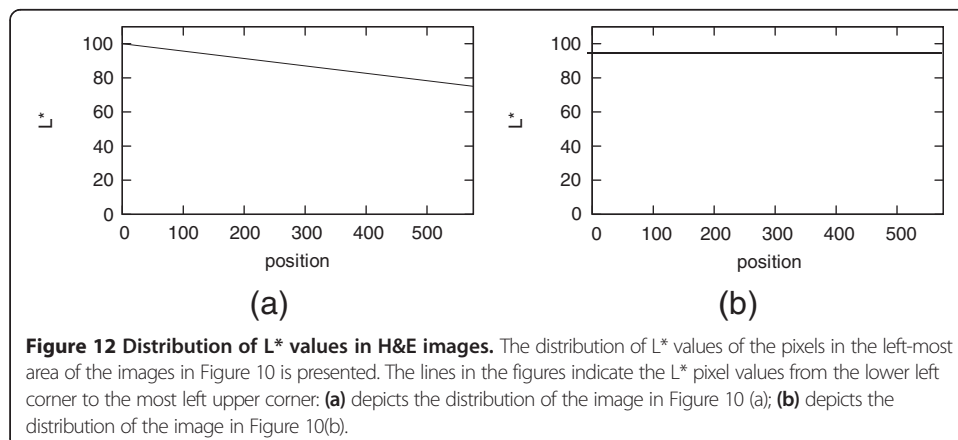 100
80
60
40
20
0
L*
0 100 200 300 400 500
position
(a)
100
80
60
40
20
0
L*
0 100 200 300 400 500
position
(b)
Figure 12 Distribution of L* values in H&E images. The distribution of L* values of the pixels in the left-most
area of the images in Figure 10 is presented. The lines in the figures indicate the L* pixel values from the lower left
corner to the most left upper corner: (a) depicts the distribution of the image in Figure 10 (a); (b) depicts the
distribution of the image in Figure 10(b).